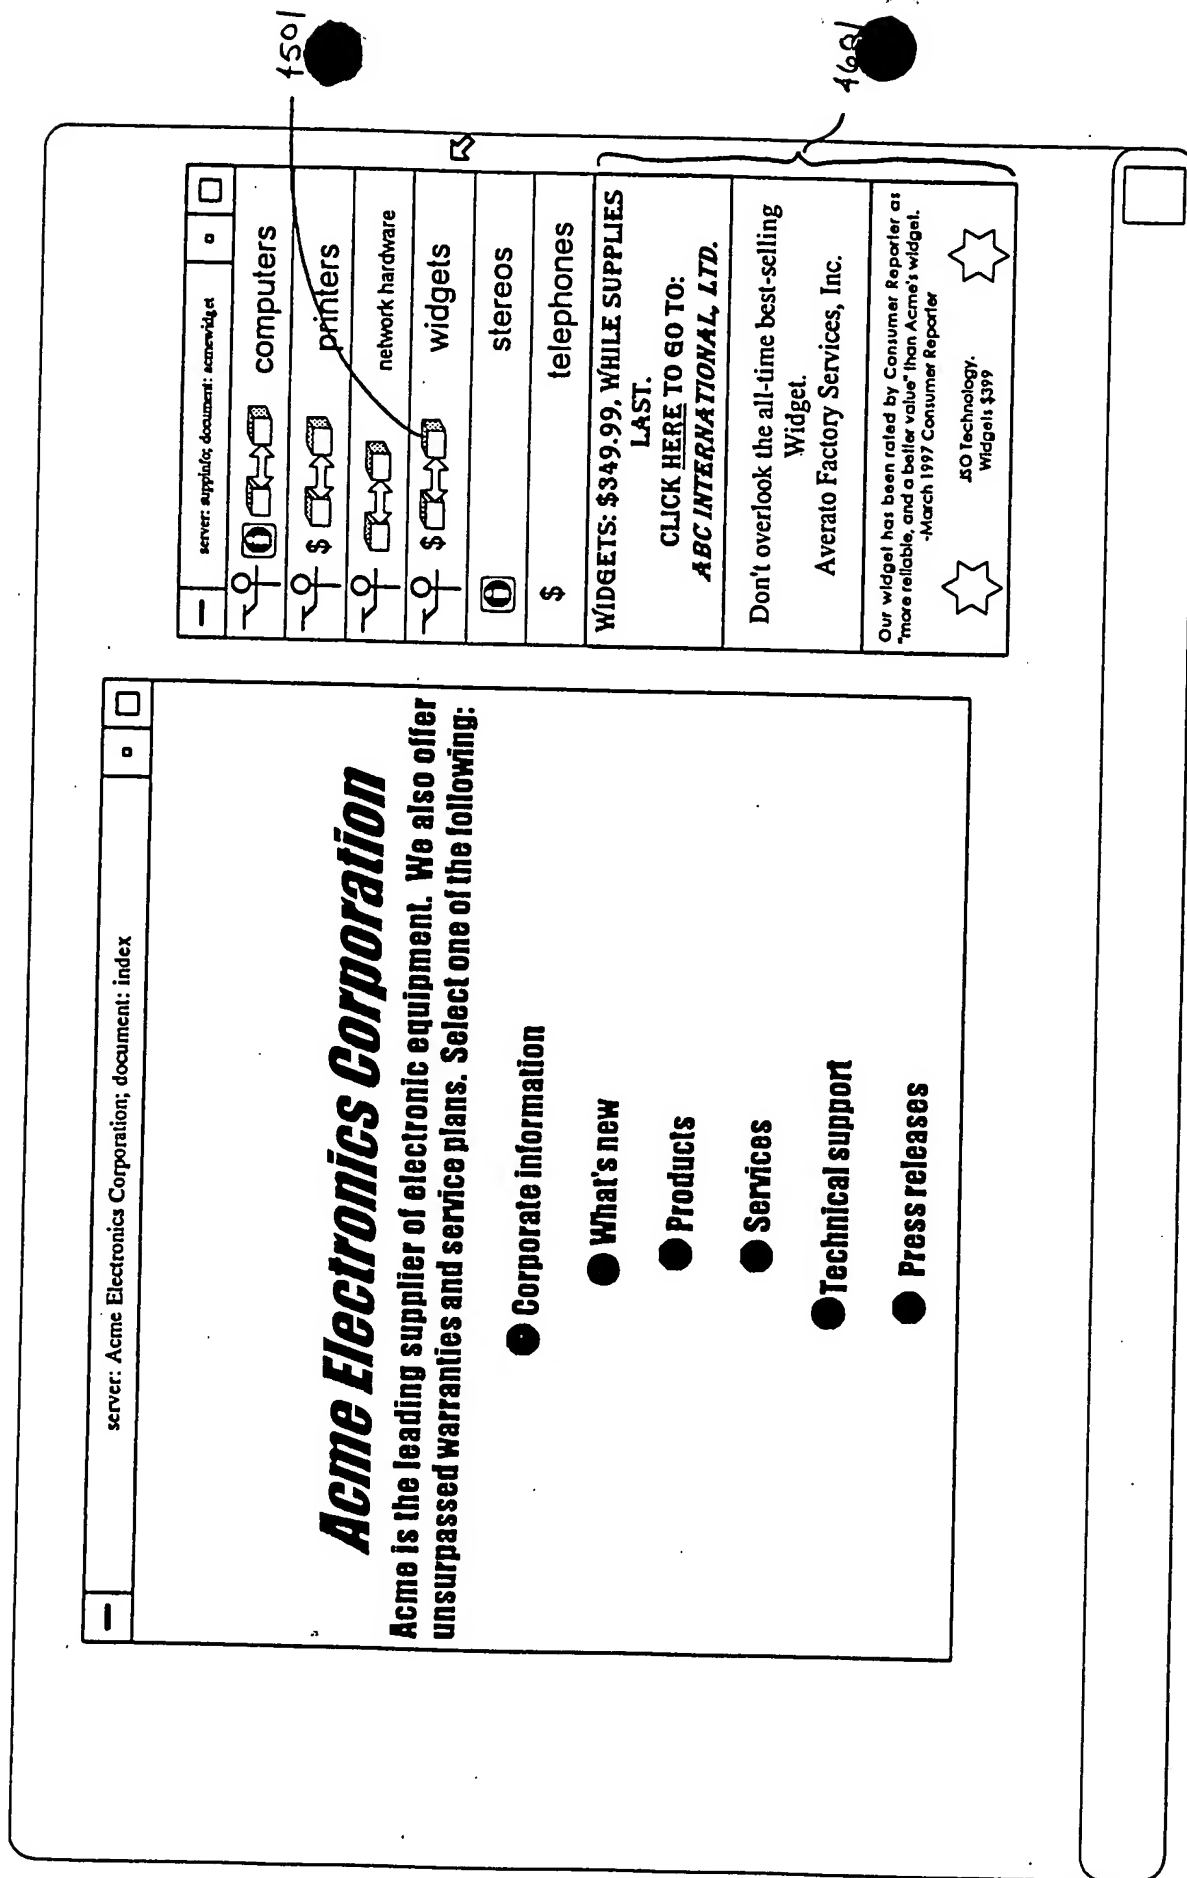 4501
server: Acme Electronics Corporation; document: index
Acme Electronics Corporation
Acme is the leading supplier of electronic equipment. We also offer
unsurpassed warranties and service plans. Select one of the following:
Corporate information
What's new
Products
Services
Technical support
Press releases
server: suppinfo; document: acmewidget
computers
$ printers
network hardware
$ widgets
stereos
$ telephones
WIDGETS: $349.99, WHILE SUPPLIES
LAST.
CLICK HERE TO GO TO:
ABC INTERNATIONAL, LTD.
Don't overlook the all-time best-selling
Widget.
Averato Factory Services, Inc.
Our widget has been rated by Consumer Reporter as
"more reliable, and a better value" than Acme's widget.
-March 1997 Consumer Reporter
JSO Technology.
Widgets $399